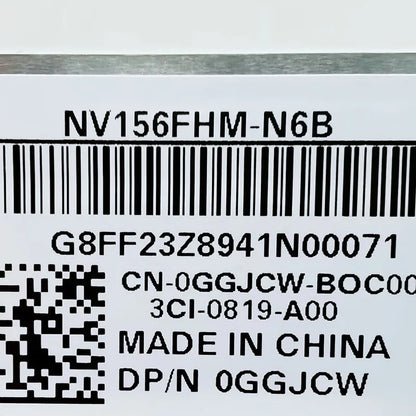 NV156FHM-N6B
G8FF23Z8941N00071
CN-0GGJCW-BOC00
3CI-0819-A00
MADE IN CHINA
DP/N 0GGJCW